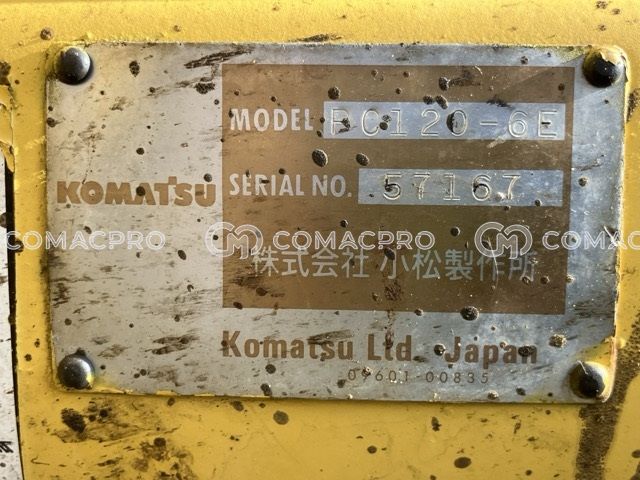 MODEL PC120-6E
KOMATSU
SERIAL NO. 57167
COMACPRO COMACPRO COMACPRO
株式会社 小松製作所
Komatsu Ltd. Japan
09601-00835